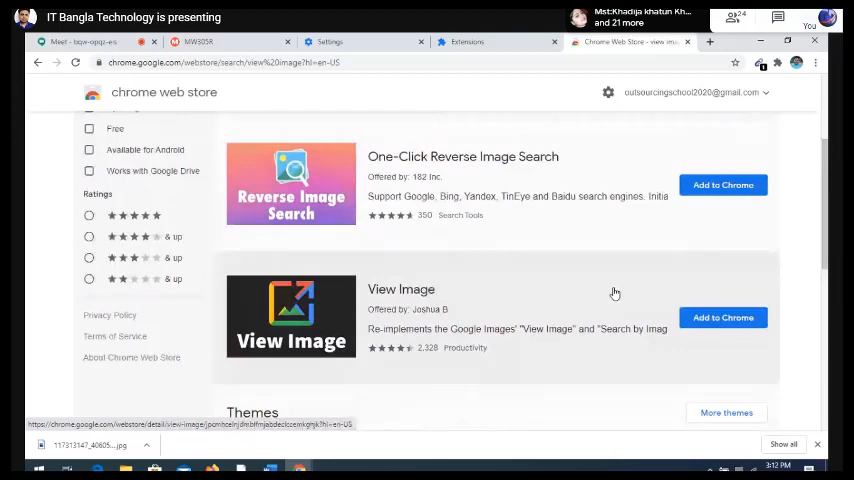 IT Bangla Technology is presenting
Mst:Khadija khatun Kh...
and 21 more
24
You
Meet - bqw-opqz-es
MW305R
Settings
Extensions
Chrome Web Store - view ima
chrome.google.com/webstore/search/view%20image?hl=en-US
1
chrome web store
outsourcingschool2020@gmail.com
Free
Available for Android
Works with Google Drive
Ratings
& up
& up
& up
Privacy Policy
Terms of Service
About Chrome Web Store
Reverse Image
Search
One-Click Reverse Image Search
Offered by: 182 Inc.
Support Google, Bing, Yandex, TinEye and Baidu search engines. Initia
350 Search Tools
Add to Chrome
View Image
View Image
Offered by: Joshua B
Re-implements the Google Images' "View Image" and "Search by Imag
2,328 Productivity
Add to Chrome
Themes
More themes
117313147_40605....jpg
Show all
3:12 PM